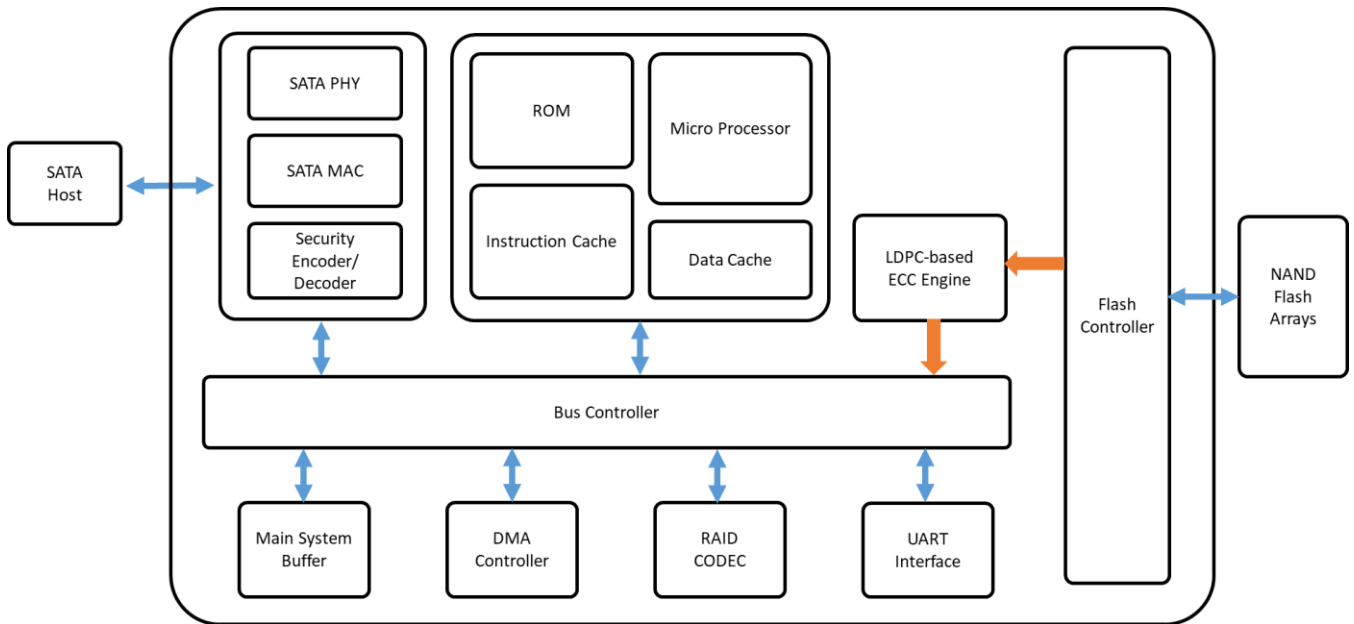 SATA
Host
SATA PHY
SATA MAC
Security
Encoder/
Decoder
ROM
Micro Processor
Instruction Cache
Data Cache
LDPC-based
ECC Engine
Flash
Controller
NAND
Flash
Arrays
Bus Controller
Main System
Buffer
DMA
Controller
RAID
CODEC
UART
Interface